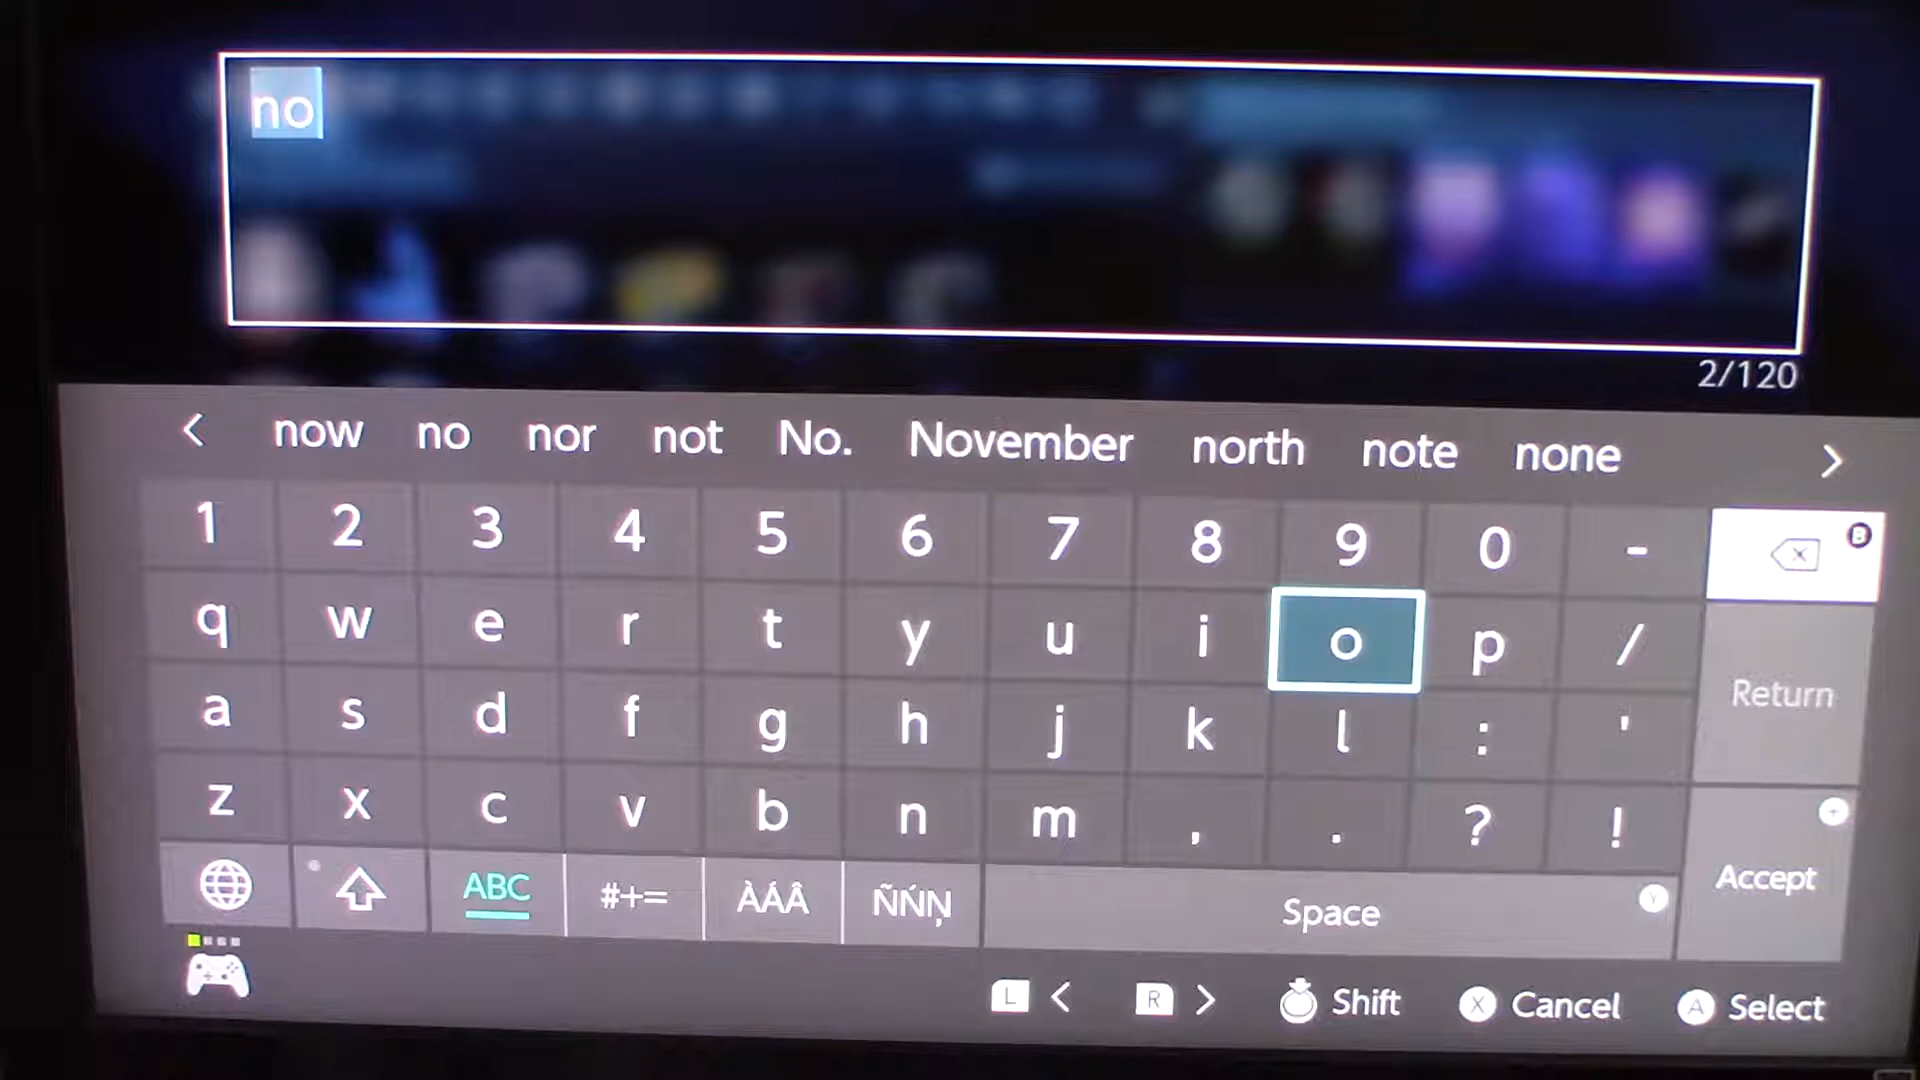 no
2/120
< now no nor not No. November north note none >
1 2 3 4 5 6 7 8 9 0 - B
q w e r t y u i o p / Return
a s d f g h j k l : '
z x c v b n m , . ? ! +
ABC #+= ÀÁÂ ÑŃŅ Space Y Accept
L < R > Shift X Cancel A Select